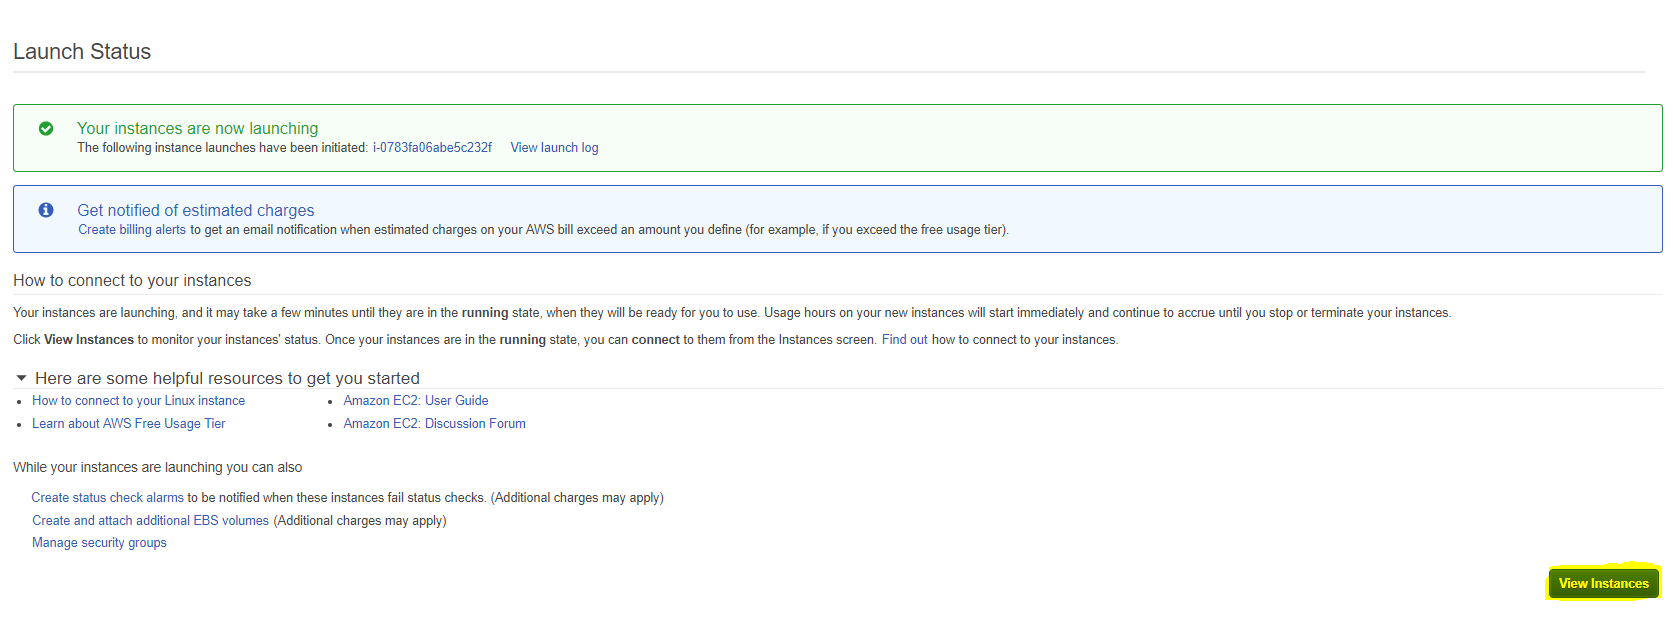 Launch Status
Your instances are now launching
The following instance launches have been initiated: i-0783fa06abe5c232f View launch log
Get notified of estimated charges
Create billing alerts to get an email notification when estimated charges on your AWS bill exceed an amount you define (for example, if you exceed the free usage tier).
How to connect to your instances
Your instances are launching, and it may take a few minutes until they are in the running state, when they will be ready for you to use. Usage hours on your new instances will start immediately and continue to accrue until you stop or terminate your instances.
Click View Instances to monitor your instances' status. Once your instances are in the running state, you can connect to them from the Instances screen. Find out how to connect to your instances.
Here are some helpful resources to get you started
How to connect to your Linux instance
Learn about AWS Free Usage Tier
Amazon EC2: User Guide
Amazon EC2: Discussion Forum
While your instances are launching you can also
Create status check alarms to be notified when these instances fail status checks. (Additional charges may apply)
Create and attach additional EBS volumes (Additional charges may apply)
Manage security groups
View Instances